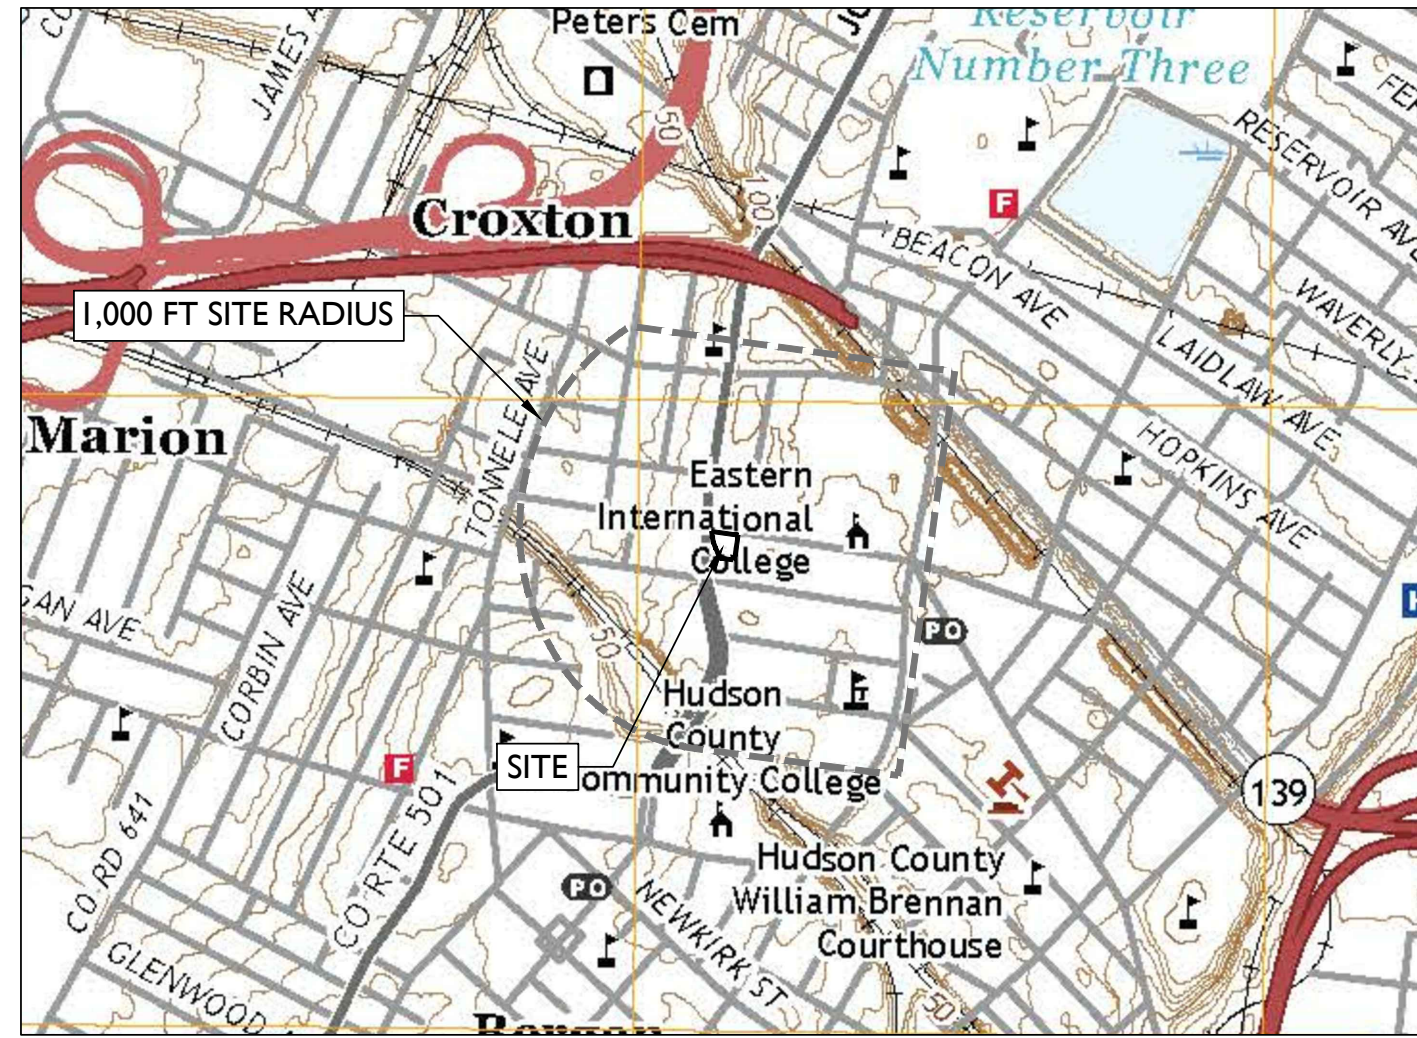 Peters Cem
JAMES
Reservoir
Number Three
FER
50
100
RESERVOIR AVE
F
Croxton
BEACON AVE
WAVERLY
1,000 FT SITE RADIUS
LAIDLAW AVE
TONNELE AVE
Marion
HOPKINS AVE
Eastern
International
College
GAN AVE
CORBIN AVE
PO
50
Hudson
County
SITE
ommunity College
F
139
CO RD 641
CO RTE 501
Hudson County
William Brennan
Courthouse
PO
NEWKIRK ST
GLENWOOD
50